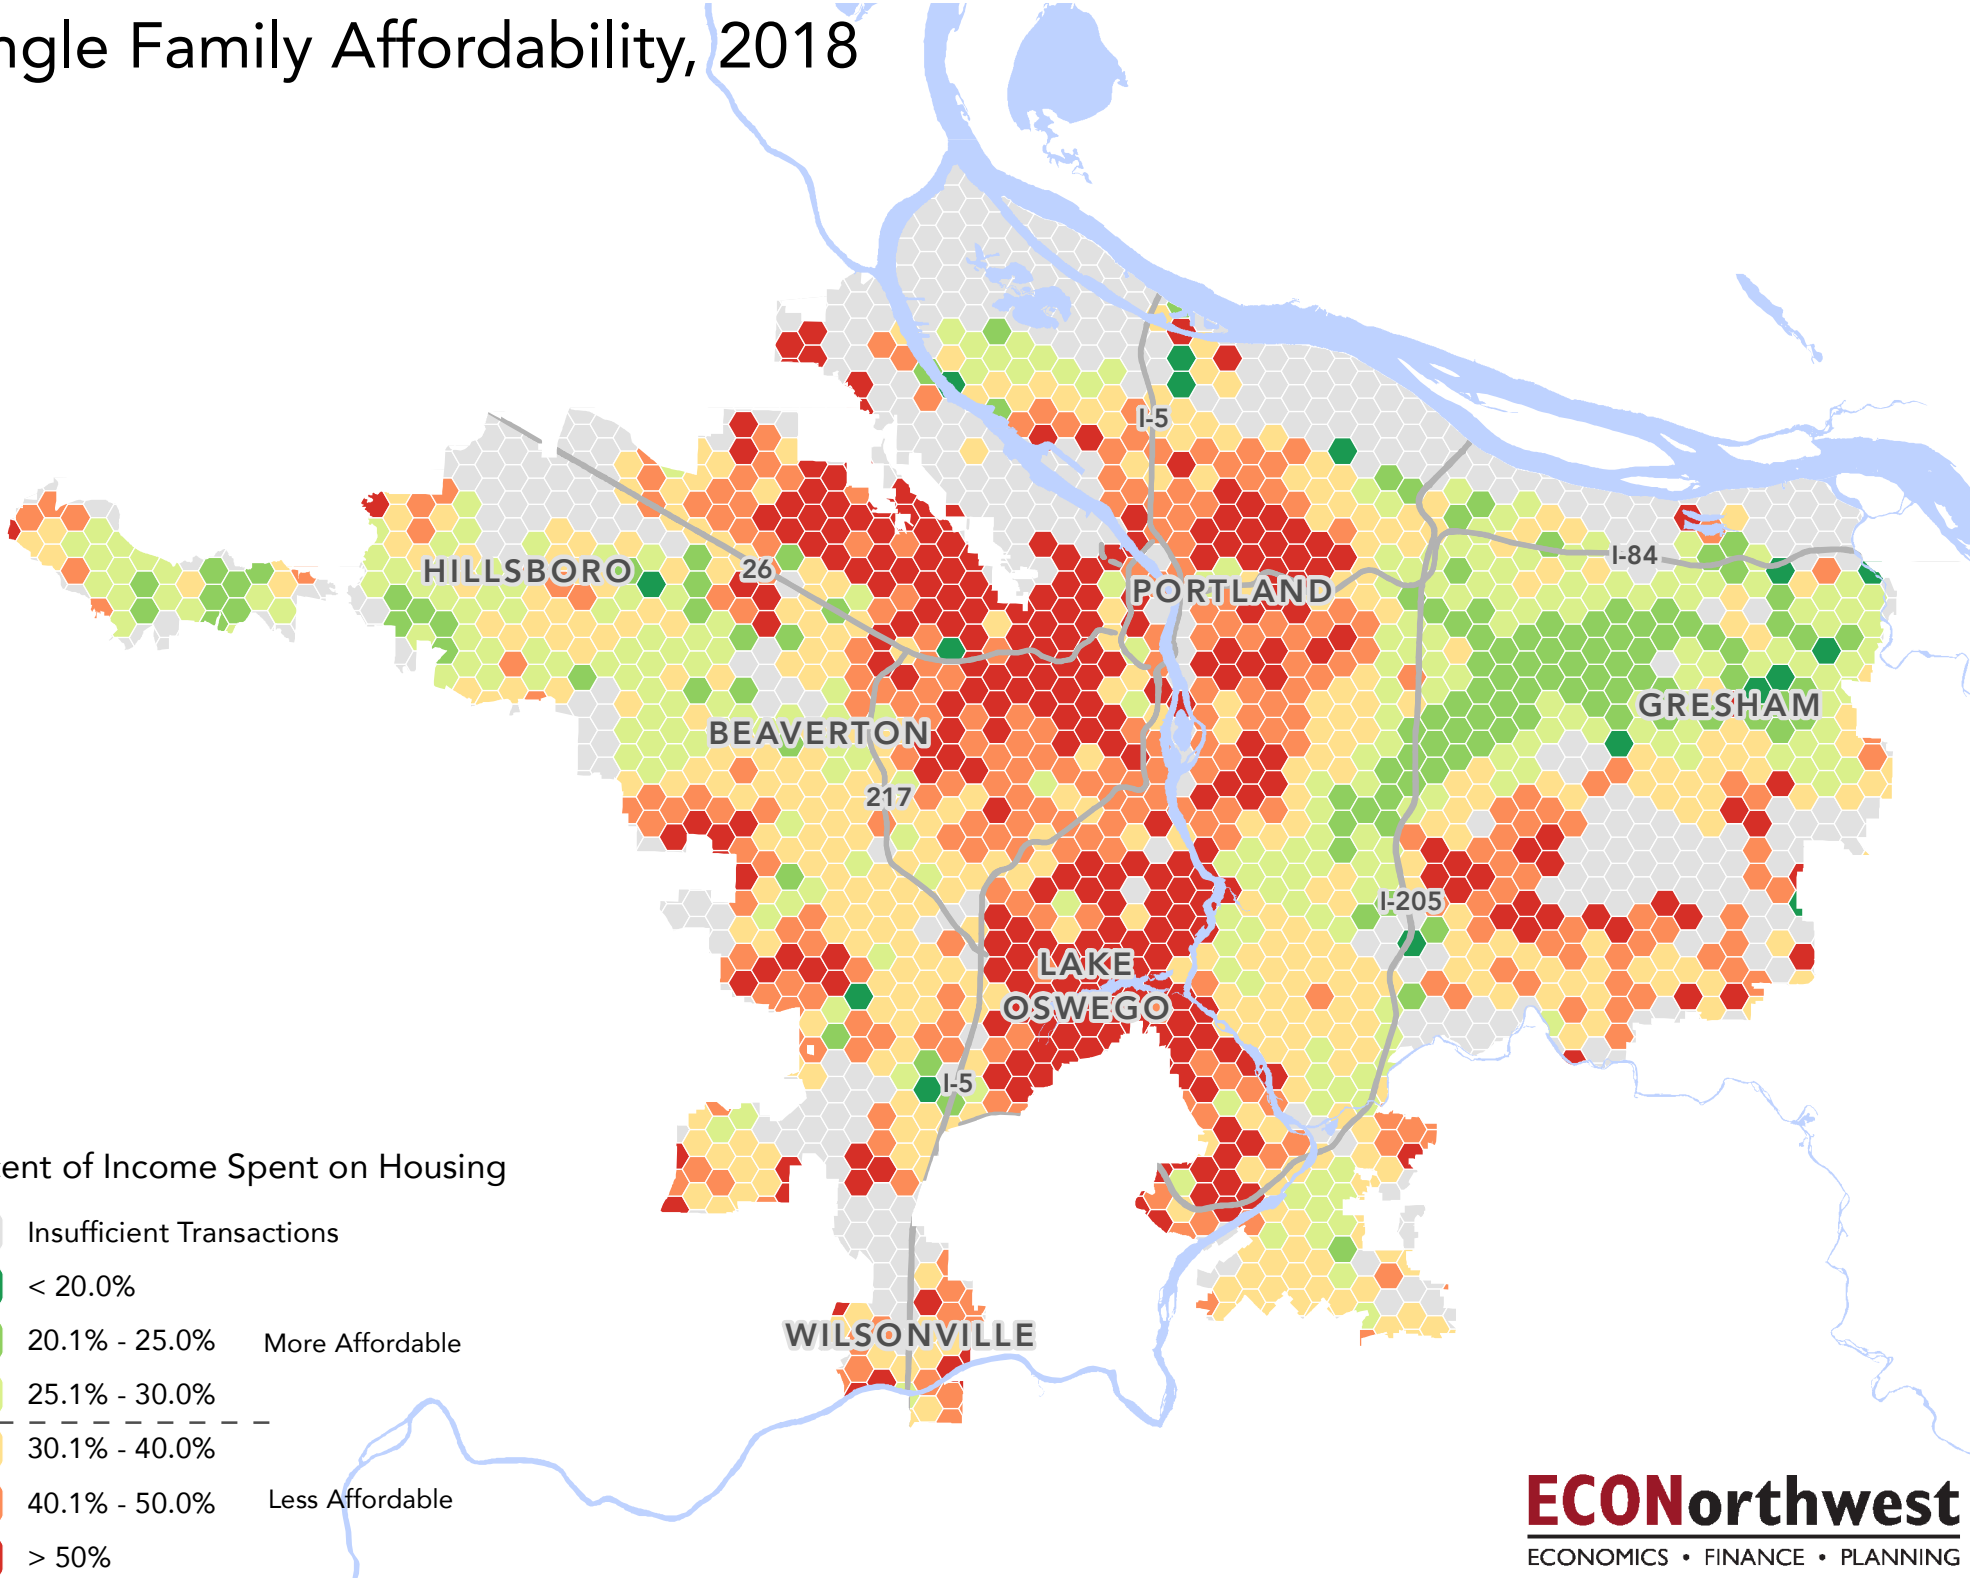 ngle Family Affordability, 2018
I-5
I-84
HILLSBORO
26
PORTLAND
GRESHAM
BEAVERTON
217
I-205
LAKE
OSWEGO
I-5
WILSONVILLE
ent of Income Spent on Housing
Insufficient Transactions
< 20.0%
20.1% - 25.0% More Affordable
25.1% - 30.0%
30.1% - 40.0%
40.1% - 50.0% Less Affordable
> 50%
ECONorthwest
ECONOMICS • FINANCE • PLANNING